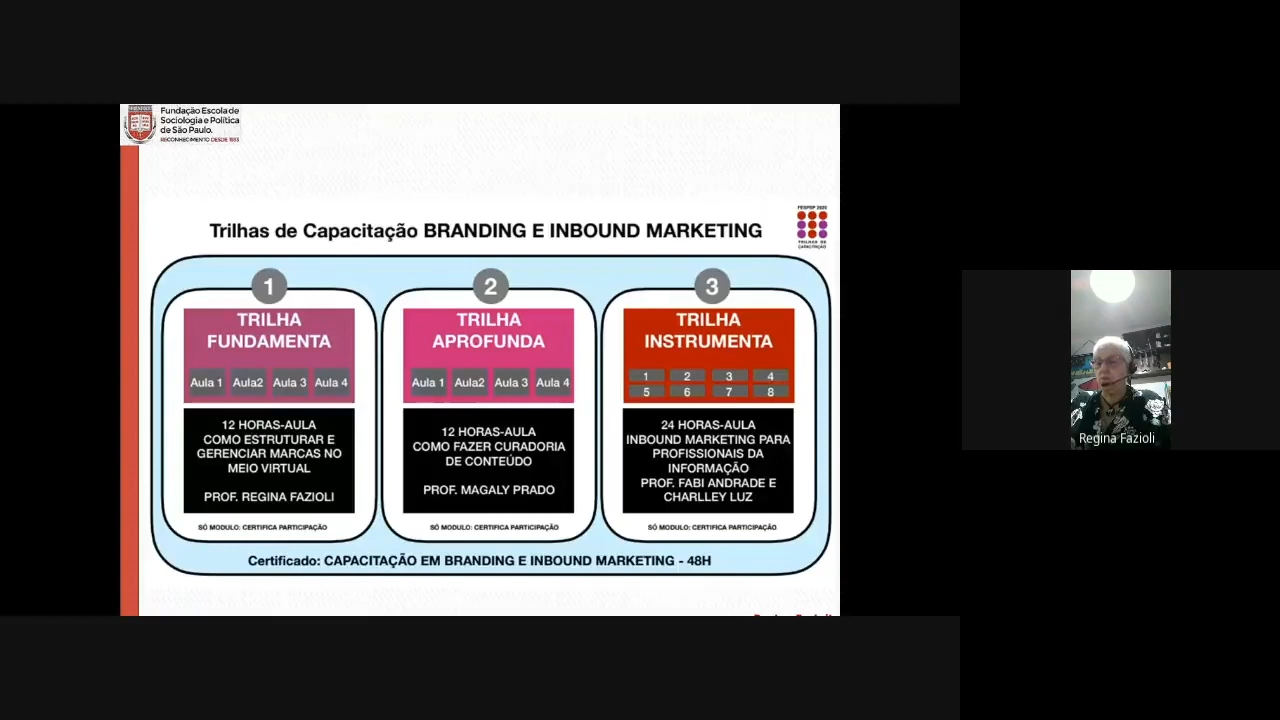 Fundação Escola de
Sociologia e Política
de São Paulo.
RECONHECIMENTO DESDE 1933
FESPSP 2020
TRILHAS DE
CAPACITAÇÃO
Trilhas de Capacitação BRANDING E INBOUND MARKETING
1
TRILHA
FUNDAMENTA
Aula 1 Aula2 Aula 3 Aula 4
12 HORAS-AULA
COMO ESTRUTURAR E
GERENCIAR MARCAS NO
MEIO VIRTUAL
PROF. REGINA FAZIOLI
SÓ MODULO: CERTIFICA PARTICIPAÇÃO
2
TRILHA
APROFUNDA
Aula 1 Aula2 Aula 3 Aula 4
12 HORAS-AULA
COMO FAZER CURADORIA
DE CONTEÚDO
PROF. MAGALY PRADO
SÓ MODULO: CERTIFICA PARTICIPAÇÃO
3
TRILHA
INSTRUMENTA
1 2 3 4
5 6 7 8
24 HORAS-AULA
INBOUND MARKETING PARA
PROFISSIONAIS DA
INFORMAÇÃO
PROF. FABI ANDRADE E
CHARLLEY LUZ
SÓ MODULO: CERTIFICA PARTICIPAÇÃO
Certificado: CAPACITAÇÃO EM BRANDING E INBOUND MARKETING - 48H
Regina Fazioli